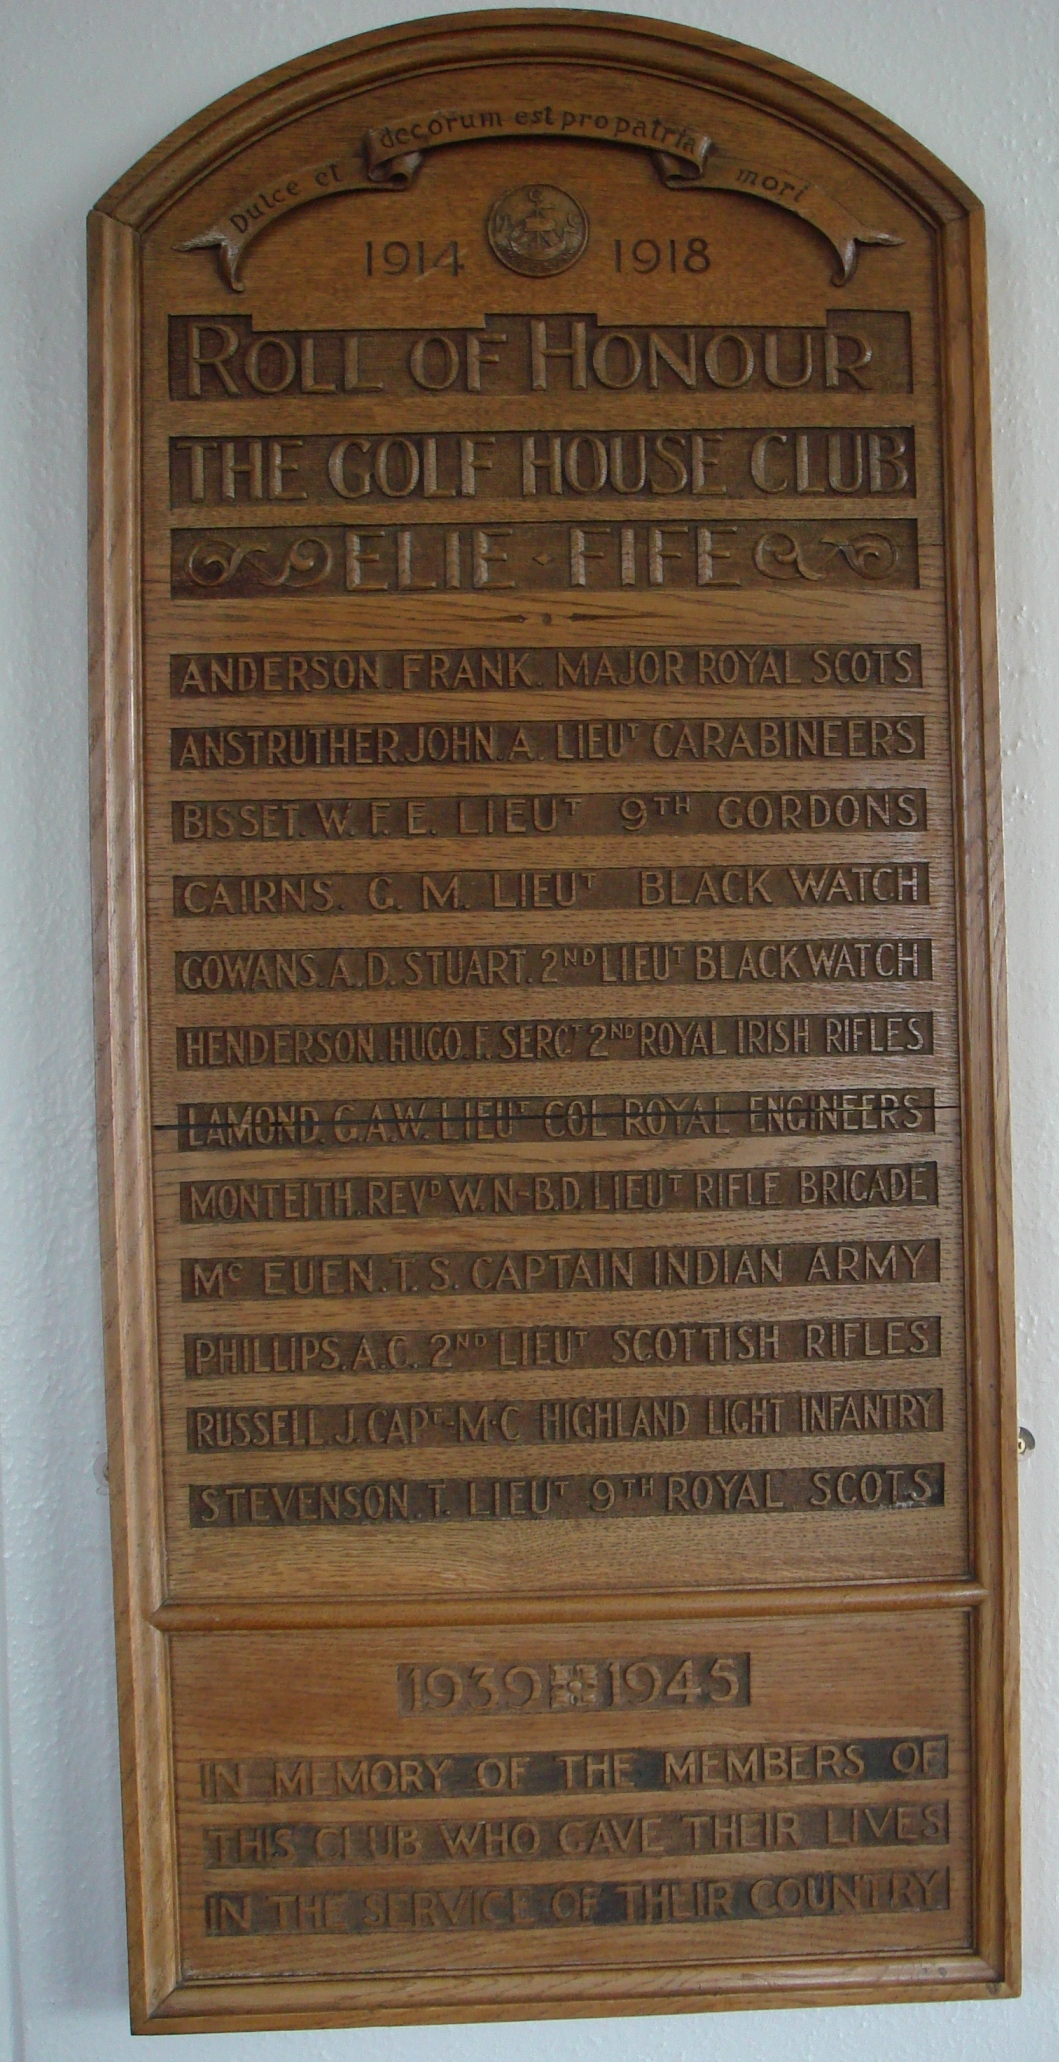 Dulce et decorum est pro patria mori
1914 1918
ROLL OF HONOUR
THE GOLF HOUSE CLUB
ELIE · FIFE
ANDERSON. FRANK. MAJOR ROYAL SCOTS
ANSTRUTHER. JOHN. A. LIEUT CARABINEERS
BISSET. W. F. E. LIEUT 9TH GORDONS
CAIRNS. G. M. LIEUT BLACK WATCH
GOWANS. A. D. STUART. 2ND LIEUT BLACK WATCH
HENDERSON. HUGO. F. SERGT 2ND ROYAL IRISH RIFLES
LAMOND. G.A.W. LIEUT COL ROYAL ENGINEERS
MONTEITH. REVD W. N-B.D. LIEUT RIFLE BRIGADE
Mc EUEN. T. S. CAPTAIN INDIAN ARMY
PHILLIPS. A.C. 2ND LIEUT SCOTTISH RIFLES
RUSSELL. J. CAPT-M·C HIGHLAND LIGHT INFANTRY
STEVENSON. T. LIEUT 9TH ROYAL SCOTS
1939 1945
IN MEMORY OF THE MEMBERS OF
THIS CLUB WHO GAVE THEIR LIVES
IN THE SERVICE OF THEIR COUNTRY